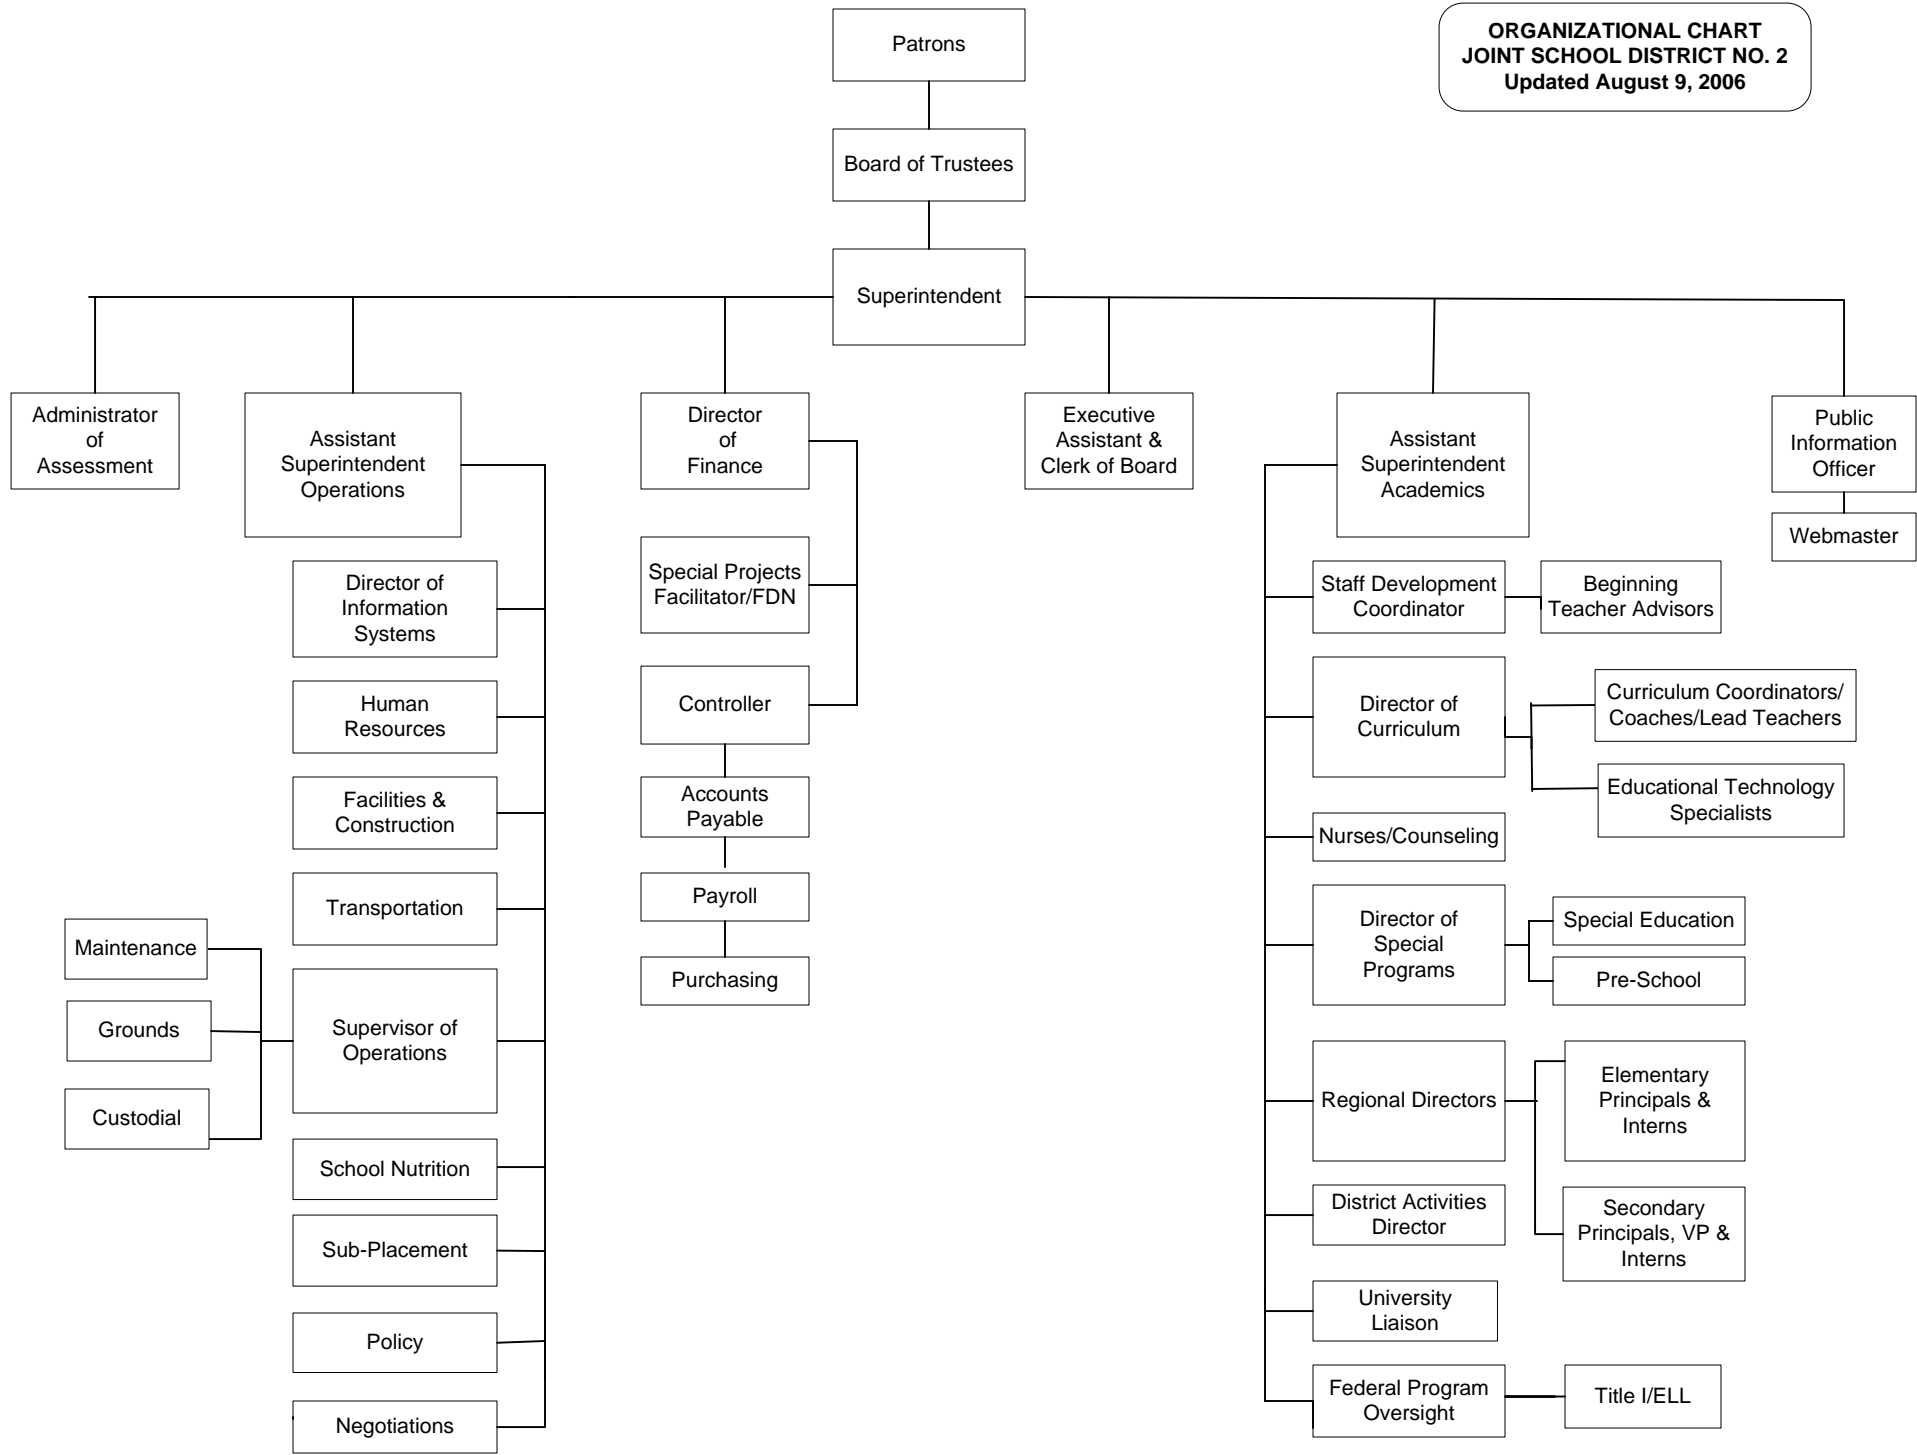 Patrons
ORGANIZATIONAL CHART
JOINT SCHOOL DISTRICT NO. 2
Updated August 9, 2006
Board of Trustees
Superintendent
Administrator
of
Assessment
Assistant
Superintendent
Operations
Director
of
Finance
Executive
Assistant &
Clerk of Board
Assistant
Superintendent
Academics
Public
Information
Officer
Webmaster
Director of
Information
Systems
Human
Resources
Facilities &
Construction
Transportation
Maintenance
Grounds
Custodial
Supervisor of
Operations
School Nutrition
Sub-Placement
Policy
Negotiations
Special Projects
Facilitator/FDN
Controller
Accounts
Payable
Payroll
Purchasing
Staff Development
Coordinator
Beginning
Teacher Advisors
Director of
Curriculum
Curriculum Coordinators/
Coaches/Lead Teachers
Educational Technology
Specialists
Nurses/Counseling
Director of
Special
Programs
Special Education
Pre-School
Regional Directors
Elementary
Principals &
Interns
Secondary
Principals, VP &
Interns
District Activities
Director
University
Liaison
Federal Program
Oversight
Title I/ELL